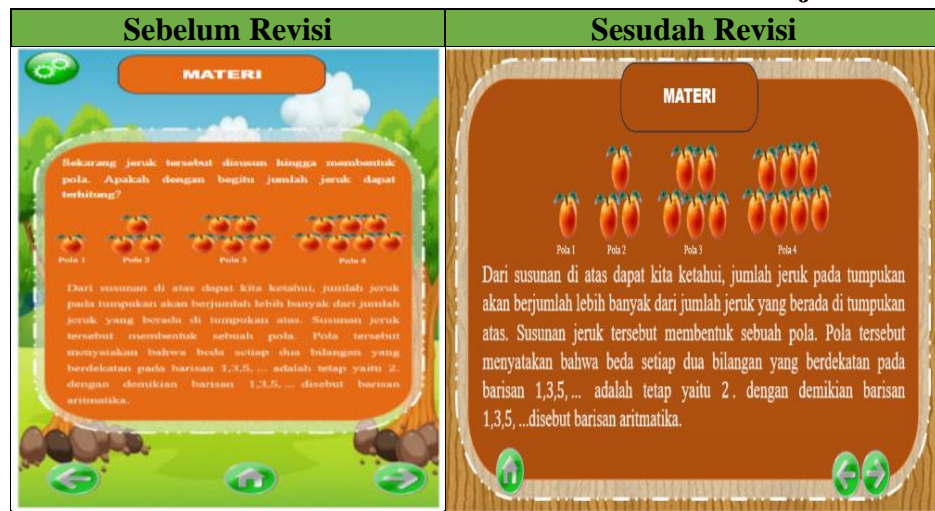 Sebelum Revisi
Sesudah Revisi
MATERI
Sekarang jeruk tersebut disusun hingga membentuk
pola. Apakah dengan begitu jumlah jeruk dapat
terhitung?
Pola 1 Pola 2 Pola 3 Pola 4
Dari susunan di atas dapat kita ketahui, jumlah jeruk
pada tumpukan akan berjumlah lebih banyak dari jumlah
jeruk yang berada di tumpukan atas. Susunan jeruk
tersebut membentuk sebuah pola. Pola tersebut
menyatakan bahwa beda setiap dua bilangan yang
berdekatan pada barisan 1,3,5, ... adalah tetap yaitu 2.
dengan demikian barisan 1,3,5, ... disebut barisan
aritmatika.
MATERI
Pola 1 Pola 2 Pola 3 Pola 4
Dari susunan di atas dapat kita ketahui, jumlah jeruk pada tumpukan
akan berjumlah lebih banyak dari jumlah jeruk yang berada di tumpukan
atas. Susunan jeruk tersebut membentuk sebuah pola. Pola tersebut
menyatakan bahwa beda setiap dua bilangan yang berdekatan pada
barisan 1,3,5, ... adalah tetap yaitu 2. dengan demikian barisan
1,3,5, ...disebut barisan aritmatika.